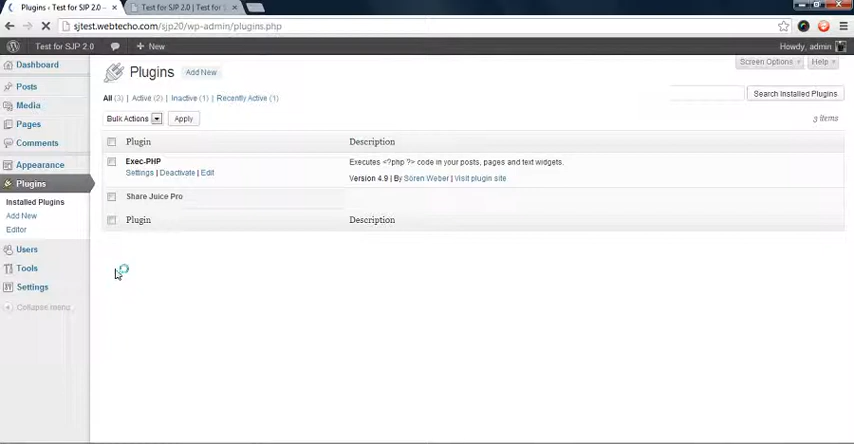 Plugins ‹ Test for SJP 2.0 –
Test for SJP 2.0 | Test for
sjtest.webtecho.com/sjp20/wp-admin/plugins.php
Test for SJP 2.0
+ New
Howdy, admin
Dashboard
Posts
Media
Pages
Comments
Appearance
Plugins
Installed Plugins
Add New
Editor
Users
Tools
Settings
Collapse menu
Screen Options
Help
Plugins
Add New
All (3) | Active (2) | Inactive (1) | Recently Active (1)
Search Installed Plugins
Bulk Actions
Apply
3 items
Plugin
Description
Exec-PHP
Settings | Deactivate | Edit
Executes <?php ?> code in your posts, pages and text widgets.
Version 4.9 | By Sören Weber | Visit plugin site
Share Juice Pro
Plugin
Description